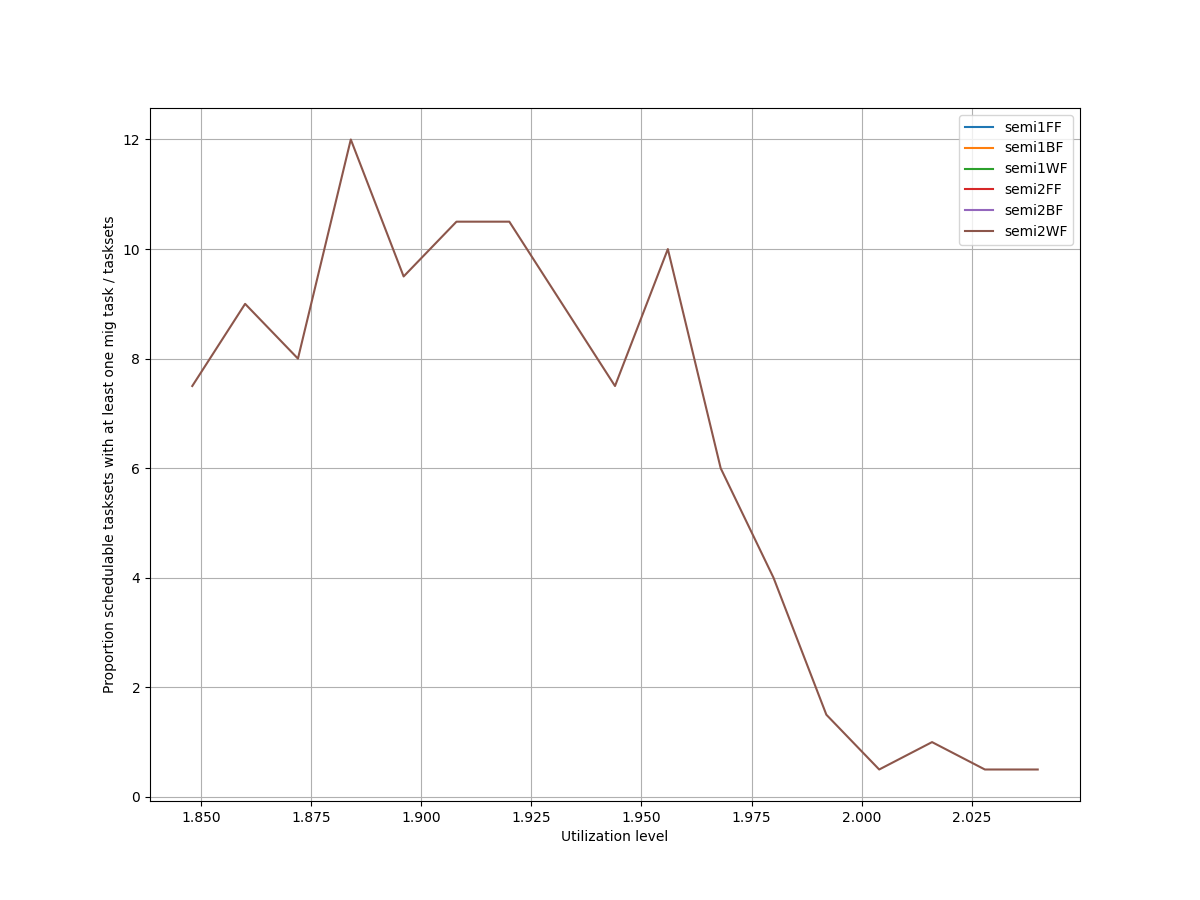 semi1FF
semi1BF
semi1WF
semi2FF
semi2BF
semi2WF
Proportion schedulable tasksets with at least one mig task / tasksets
12
10
8
6
4
2
0
1.850 1.875 1.900 1.925 1.950 1.975 2.000 2.025
Utilization level